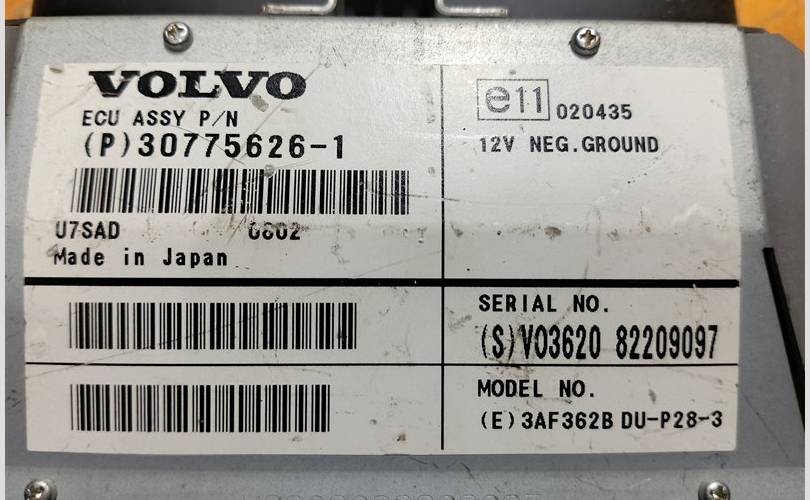 VOLVO
ECU ASSY P/N
(P)30775626-1
U7SAD
Made in Japan
e11 020435
12V NEG.GROUND
SERIAL NO.
(S)VO3620 82209097
MODEL NO.
(E)3AF362B DU-P28-3